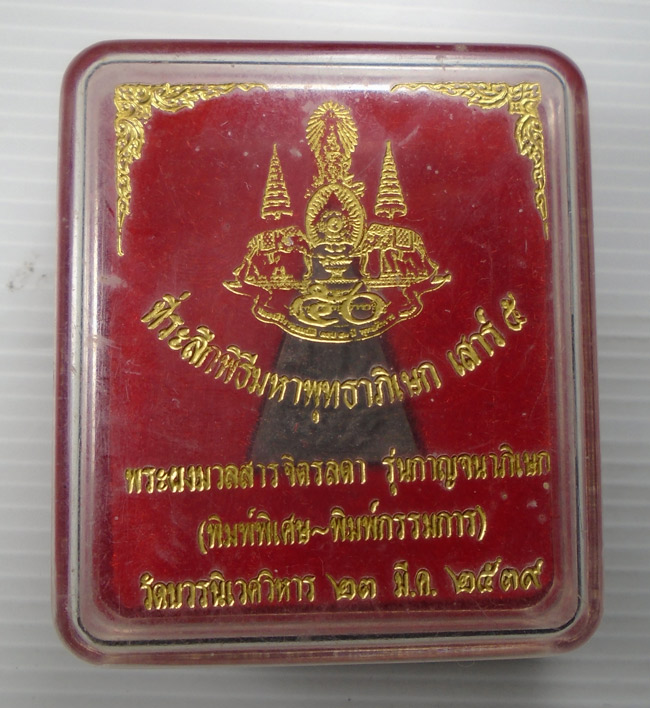 ๕๐
ที่ระลึกพิธีมหาพุทธาภิเษก เสาร์ ๕
พระผงมวลสารจิตรลดา รุ่นกาญจนาภิเษก
(พิมพ์พิเศษ~พิมพ์กรรมการ)
วัดบวรนิเวศวิหาร ๒๓ มี.ค. ๒๕๓๙